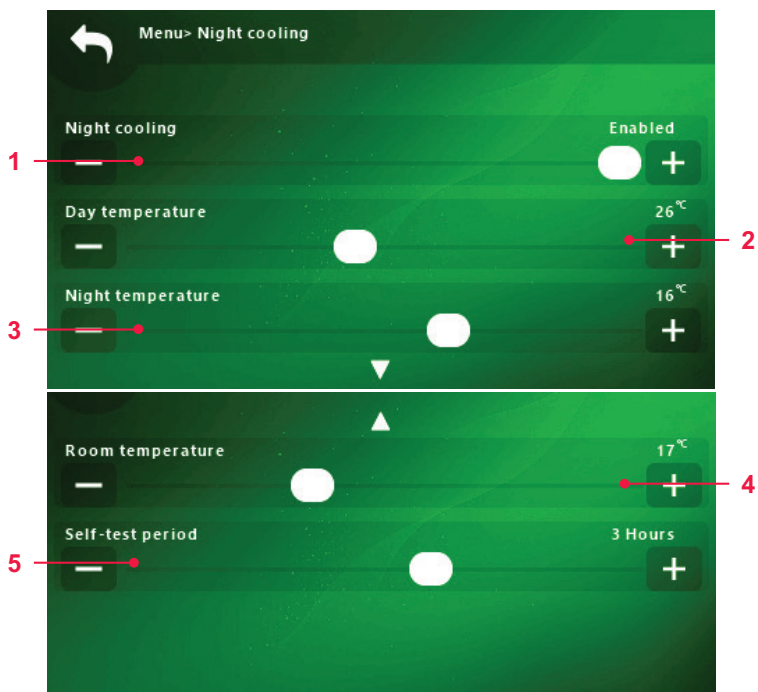 Menu> Night cooling
Night cooling Enabled
1
Day temperature 26℃
2
Night temperature 16℃
3
Room temperature 17℃
4
Self-test period 3 Hours
5